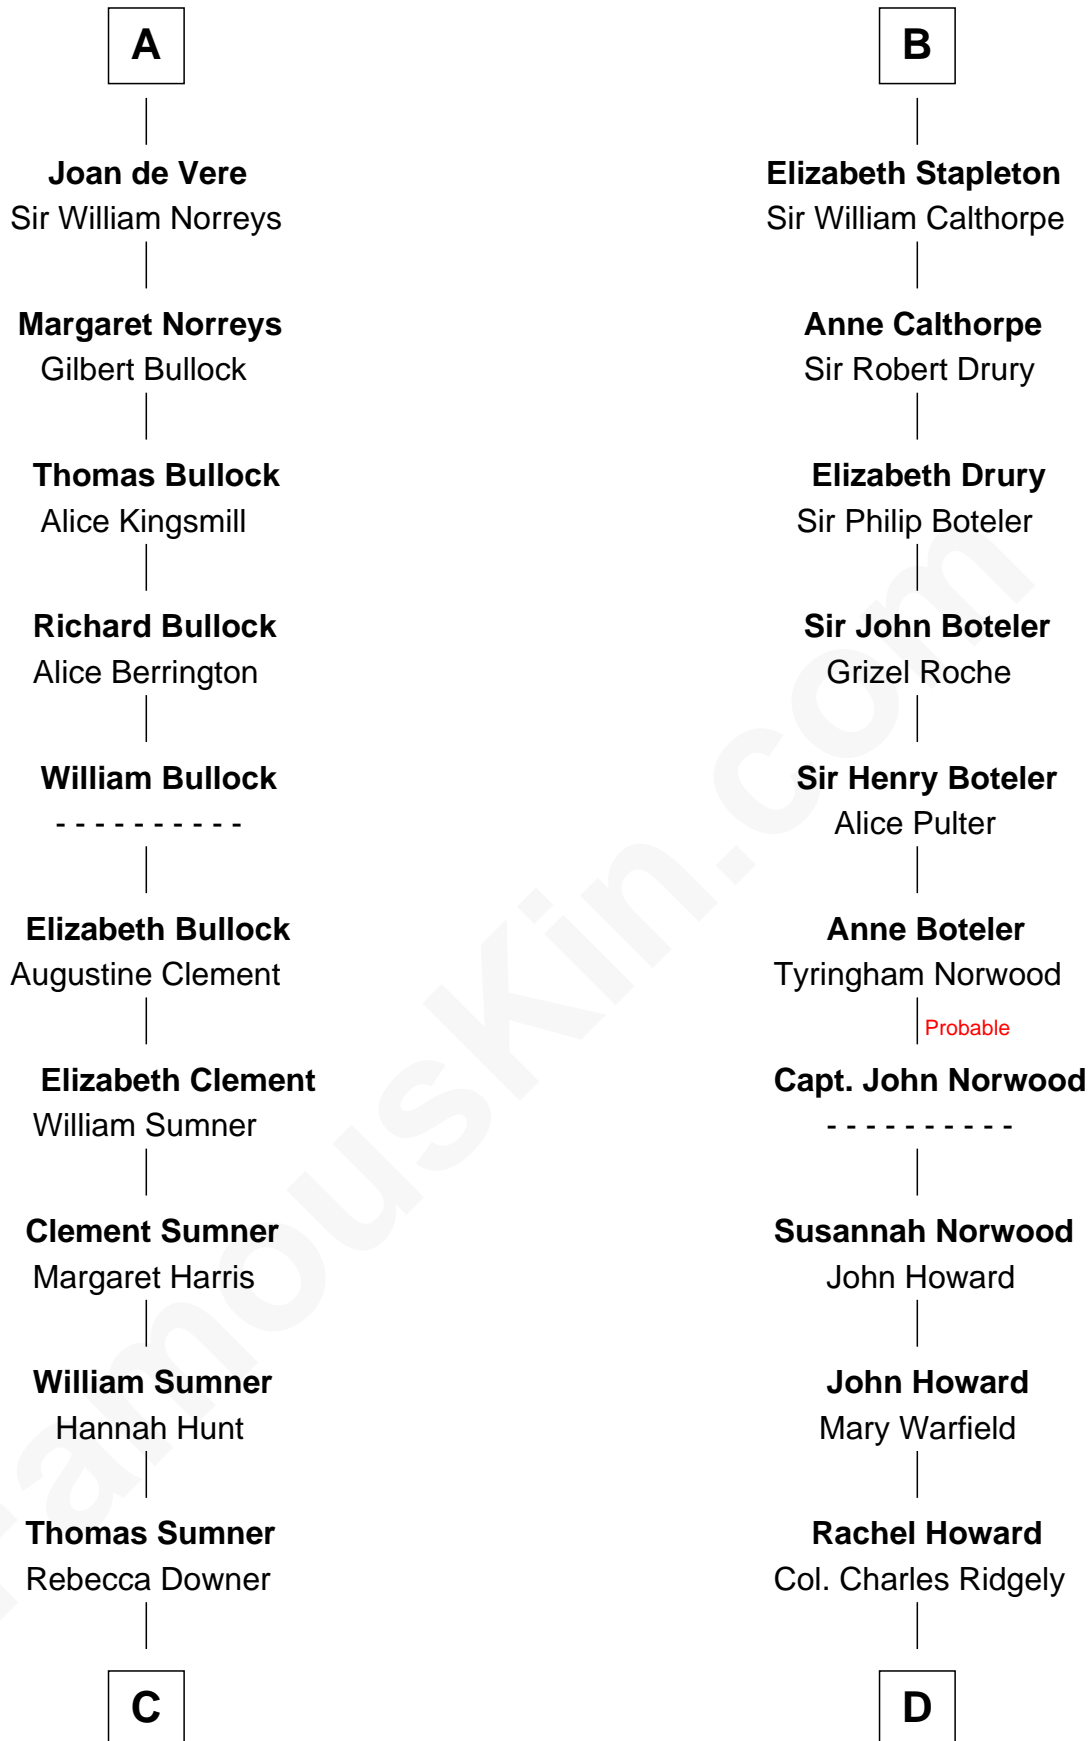 A
Joan de Vere
Sir William Norreys
Margaret Norreys
Gilbert Bullock
Thomas Bullock
Alice Kingsmill
Richard Bullock
Alice Berrington
William Bullock
- - - - - - - - - -
Elizabeth Bullock
Augustine Clement
Elizabeth Clement
William Sumner
Clement Sumner
Margaret Harris
William Sumner
Hannah Hunt
Thomas Sumner
Rebecca Downer
C
B
Elizabeth Stapleton
Sir William Calthorpe
Anne Calthorpe
Sir Robert Drury
Elizabeth Drury
Sir Philip Boteler
Sir John Boteler
Grizel Roche
Sir Henry Boteler
Alice Pulter
Anne Boteler
Tyringham Norwood
Probable
Capt. John Norwood
- - - - - - - - - -
Susannah Norwood
John Howard
John Howard
Mary Warfield
Rachel Howard
Col. Charles Ridgely
D
FamousKin.com